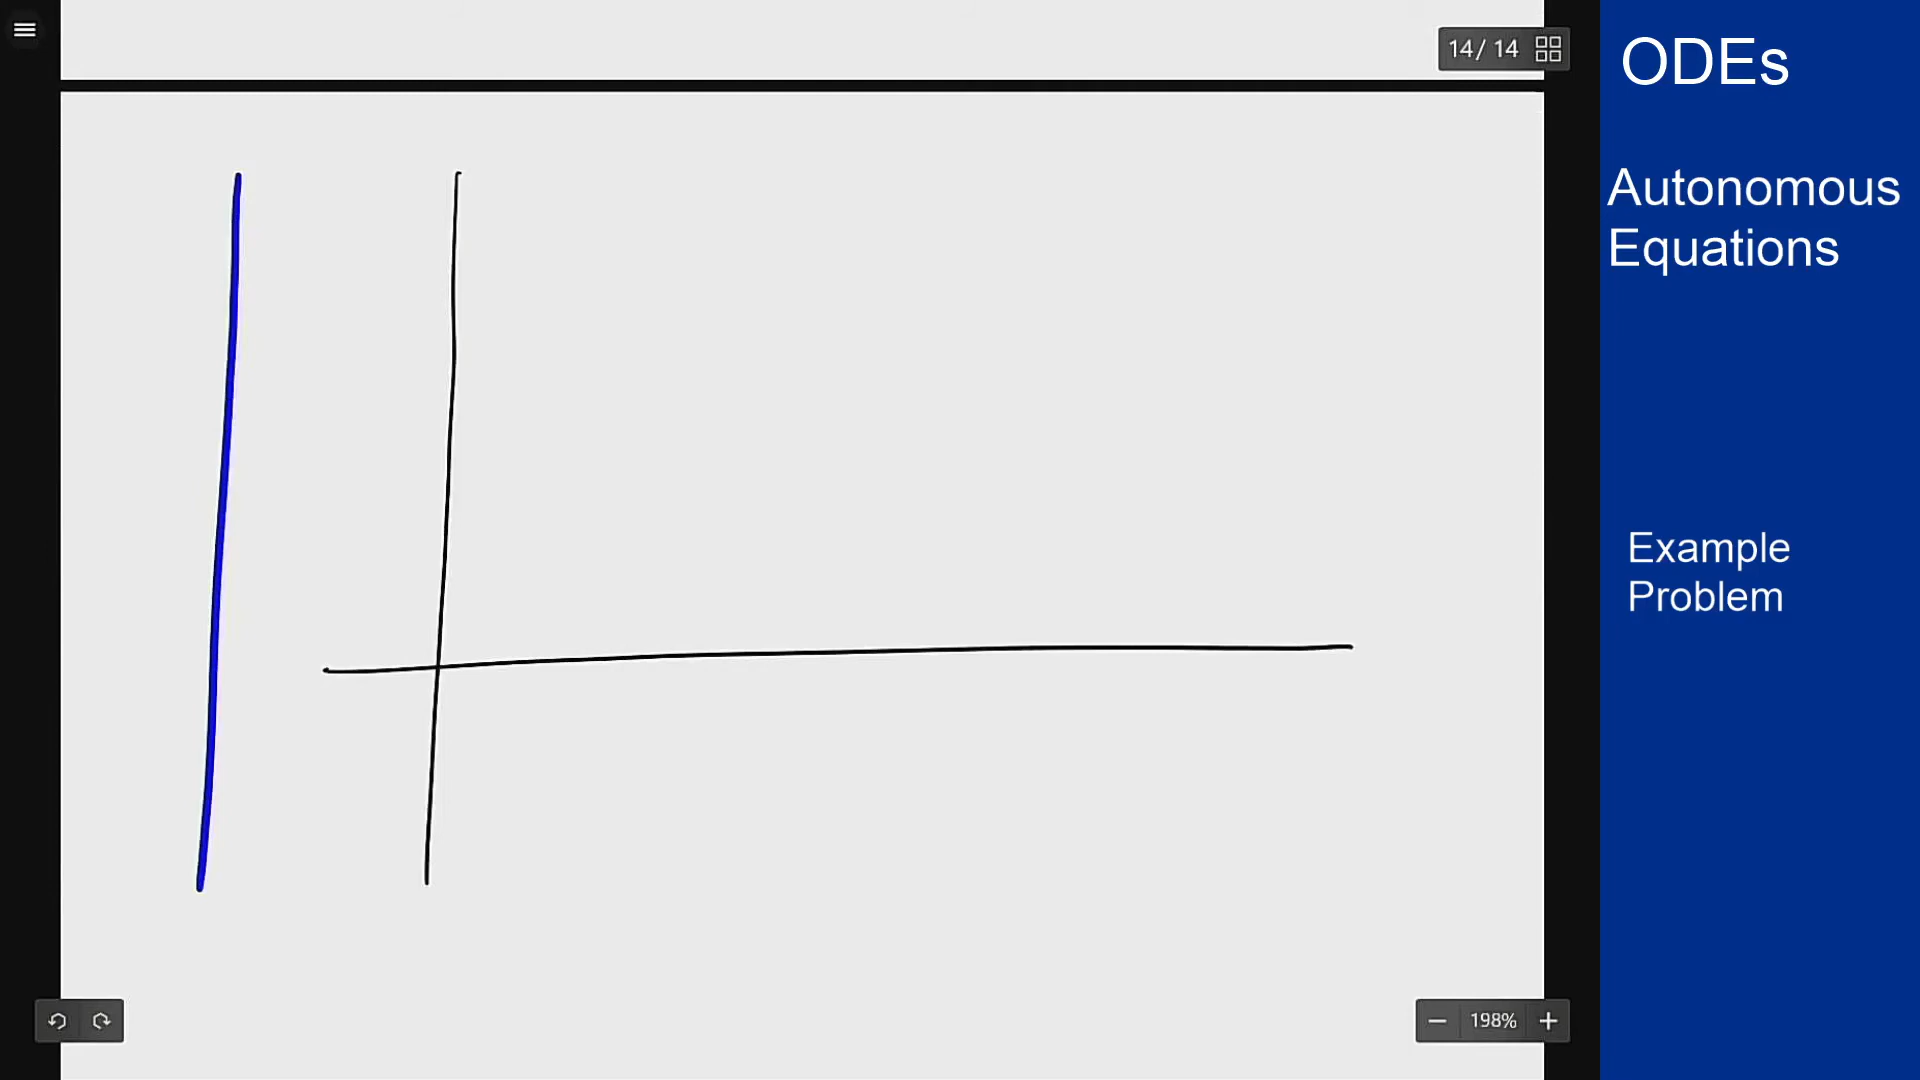 14 / 14
ODEs
Autonomous
Equations
Example
Problem
198%